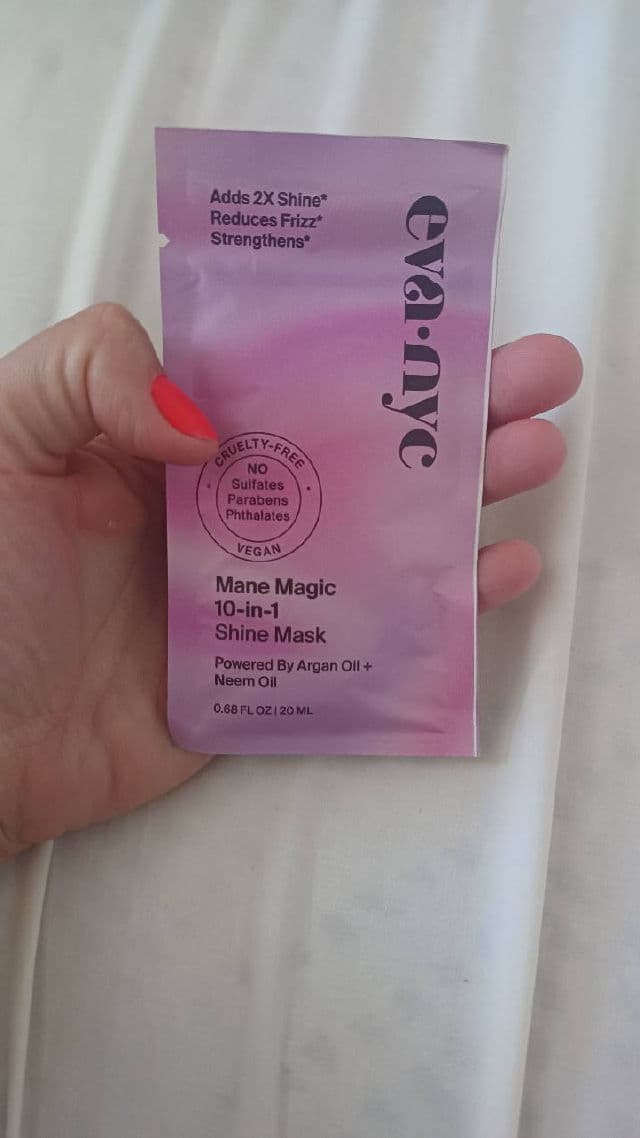 Adds 2X Shine*
Reduces Frizz*
Strengthens*
eva·nyc
CRUELTY-FREE
NO
Sulfates
Parabens
Phthalates
VEGAN
Mane Magic
10-in-1
Shine Mask
Powered By Argan Oil +
Neem Oil
0.68 FL OZ | 20 ML